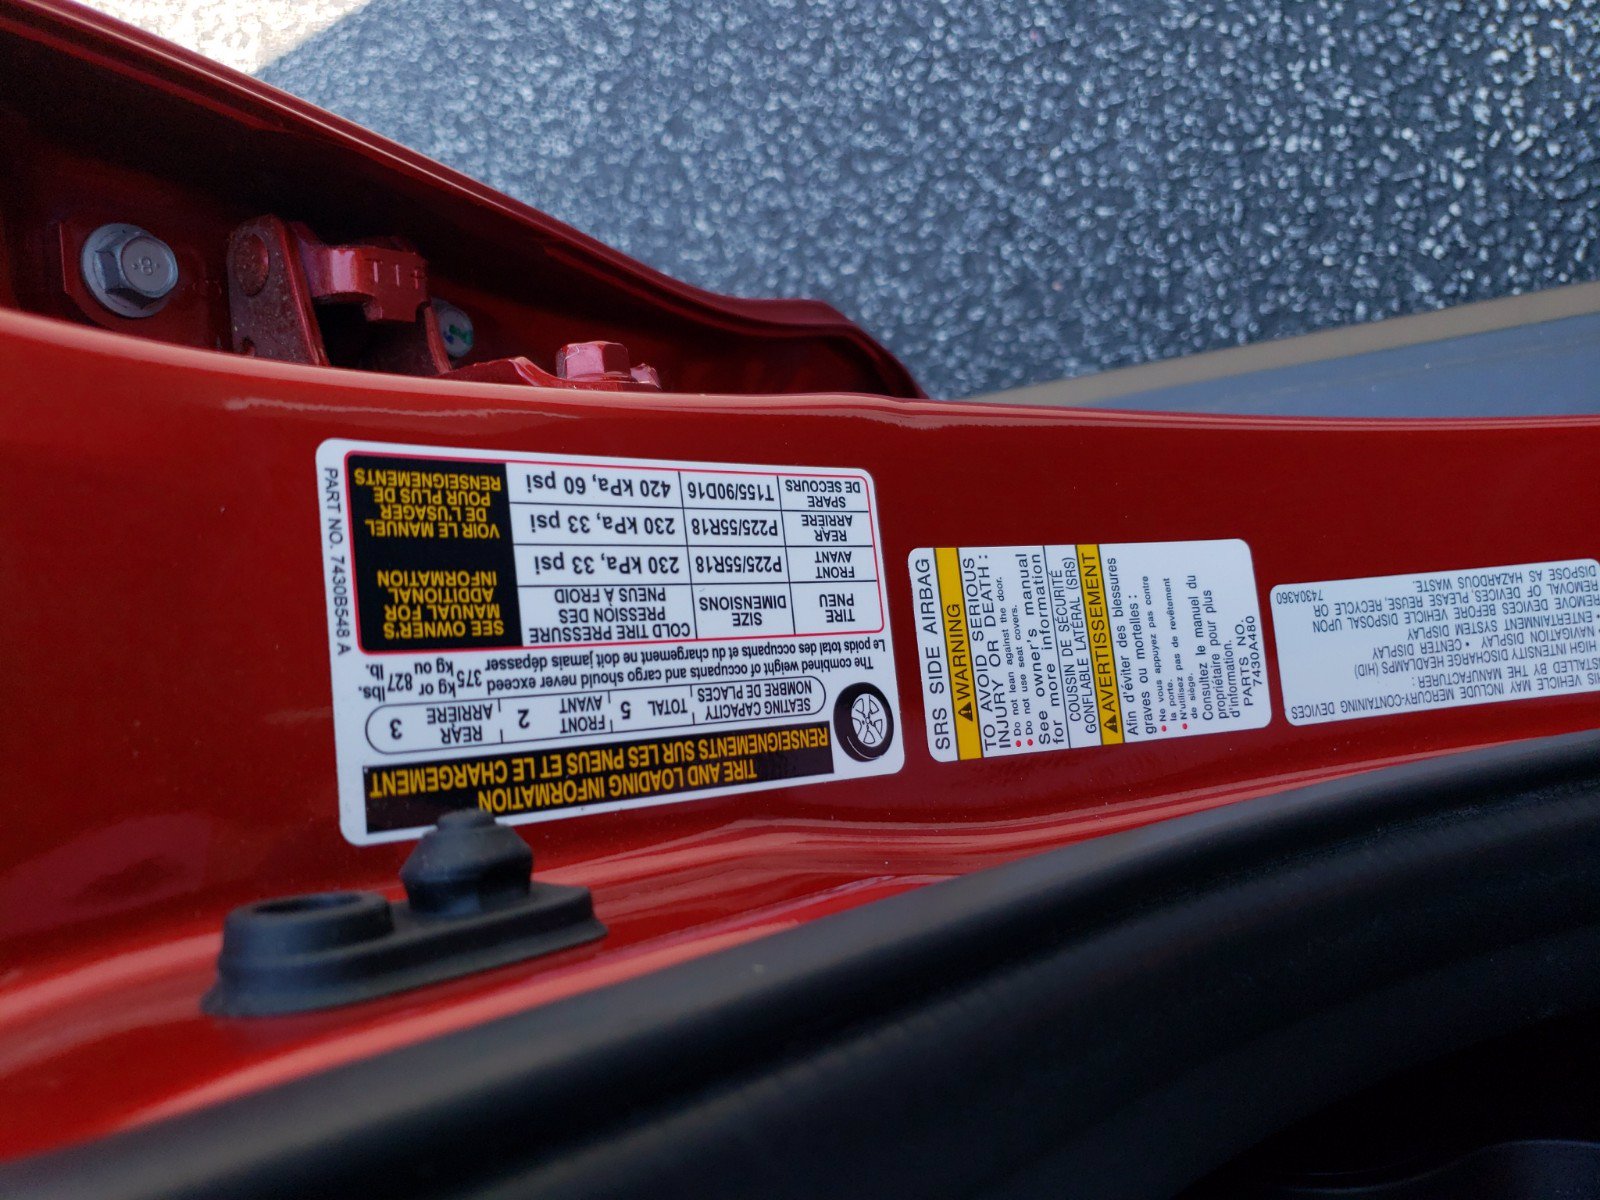 TIRE AND LOADING INFORMATION
RENSEIGNEMENTS SUR LES PNEUS ET LE CHARGEMENT
SEATING CAPACITY
NOMBRE DE PLACES
TOTAL 5
FRONT
AVANT 2
REAR
ARRIÈRE 3
The combined weight of occupants and cargo should never exceed
Le poids total des occupants et du chargement ne doit jamais dépasser
375 kg or 827 lbs.
kg ou lb.
TIRE
PNEU
SIZE
DIMENSIONS
COLD TIRE PRESSURE
PRESSION DES
PNEUS À FROID
FRONT
AVANT
P225/55R18
230 kPa, 33 psi
REAR
ARRIÈRE
P225/55R18
230 kPa, 33 psi
SPARE
DE SECOURS
T155/90D16
420 kPa, 60 psi
SEE OWNER'S
MANUAL FOR
ADDITIONAL
INFORMATION
VOIR LE MANUEL
DE L'USAGER
POUR PLUS DE
RENSEIGNEMENTS
PART NO. 7430B548 A
SRS SIDE AIRBAG
WARNING
TO AVOID SERIOUS
INJURY OR DEATH:
• Do not lean against the door.
• Do not use seat covers.
See owner's manual
for more information
COUSSIN DE SÉCURITÉ
GONFLABLE LATÉRAL (SRS)
AVERTISSEMENT
Afin d'éviter des blessures
graves ou mortelles :
• Ne vous appuyez pas contre
la porte.
• N'utilisez pas de revêtement
de siège.
Consultez le manuel du
propriétaire pour plus
d'information.
PARTS NO.
7430A480
THIS VEHICLE MAY INCLUDE MERCURY-CONTAINING DEVICES
INSTALLED BY THE MANUFACTURER:
HIGH INTENSITY DISCHARGE HEADLAMPS (HID)
• NAVIGATION DISPLAY • CENTER DISPLAY
• ENTERTAINMENT SYSTEM DISPLAY
REMOVE DEVICES BEFORE VEHICLE DISPOSAL UPON
REMOVAL OF DEVICES, PLEASE REUSE, RECYCLE OR
DISPOSE AS HAZARDOUS WASTE.
7430A360
8